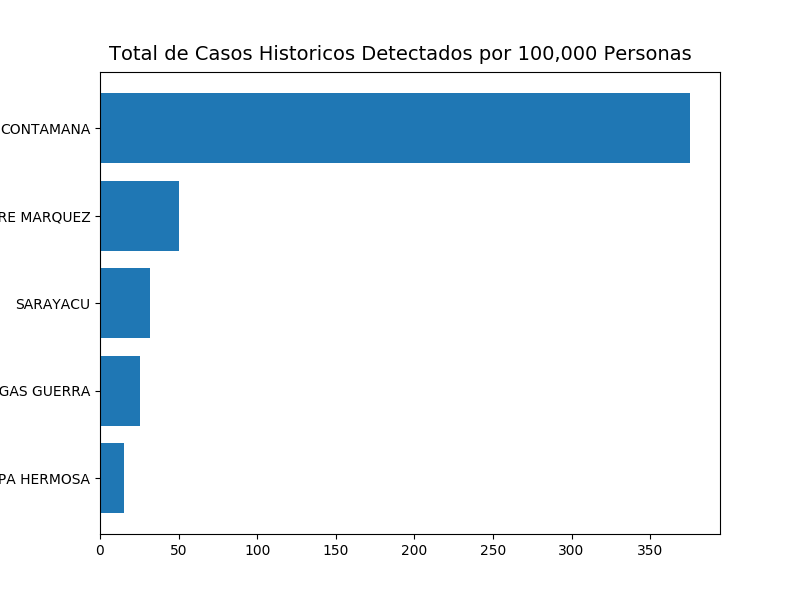 Total de Casos Historicos Detectados por 100,000 Personas
CONTAMANA
RE MARQUEZ
SARAYACU
GAS GUERRA
PA HERMOSA
0 50 100 150 200 250 300 350